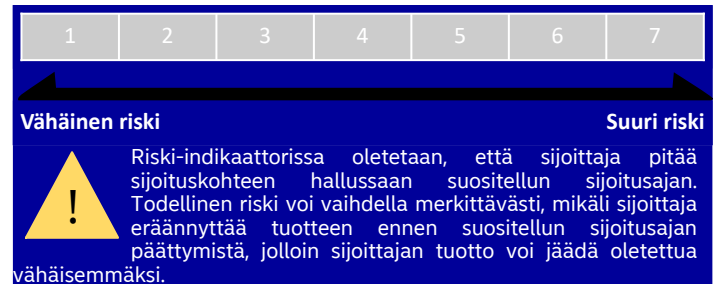 1 2 3 4 5 6 7
Vähäinen riski Suuri riski
Riski-indikaattorissa oletetaan, että sijoittaja pitää
sijoituskohteen hallussaan suositellun sijoitusajan.
Todellinen riski voi vaihdella merkittävästi, mikäli sijoittaja
! eräännyttää tuotteen ennen suositellun sijoitusajan
päättymistä, jolloin sijoittajan tuotto voi jäädä oletettua
vähäisemmäksi.